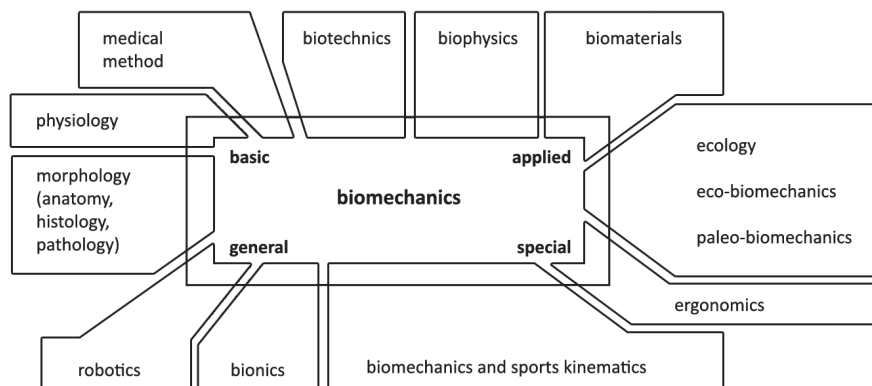 medical
method
biotechnics
biophysics
biomaterials
physiology
morphology
(anatomy,
histology,
pathology)
basic
applied
biomechanics
general
special
ecology
eco-biomechanics
paleo-biomechanics
ergonomics
robotics
bionics
biomechanics and sports kinematics